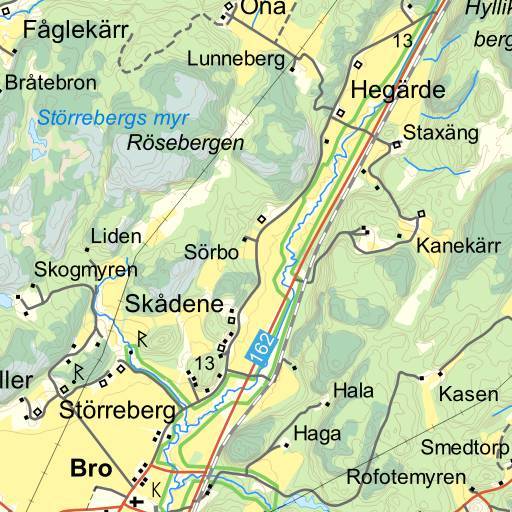 Ona
Fåglekärr
Hyllik
berg
13
Lunneberg
Bråtebron
Hegärde
Störrebergs myr
Rösebergen
Staxäng
Liden
Sörbo
Kanekärr
Skogmyren
Skådene
162
13
R
R
ller
Störreberg
Hala
Kasen
Haga
Smedtorp
Bro
Rofotemyren
K